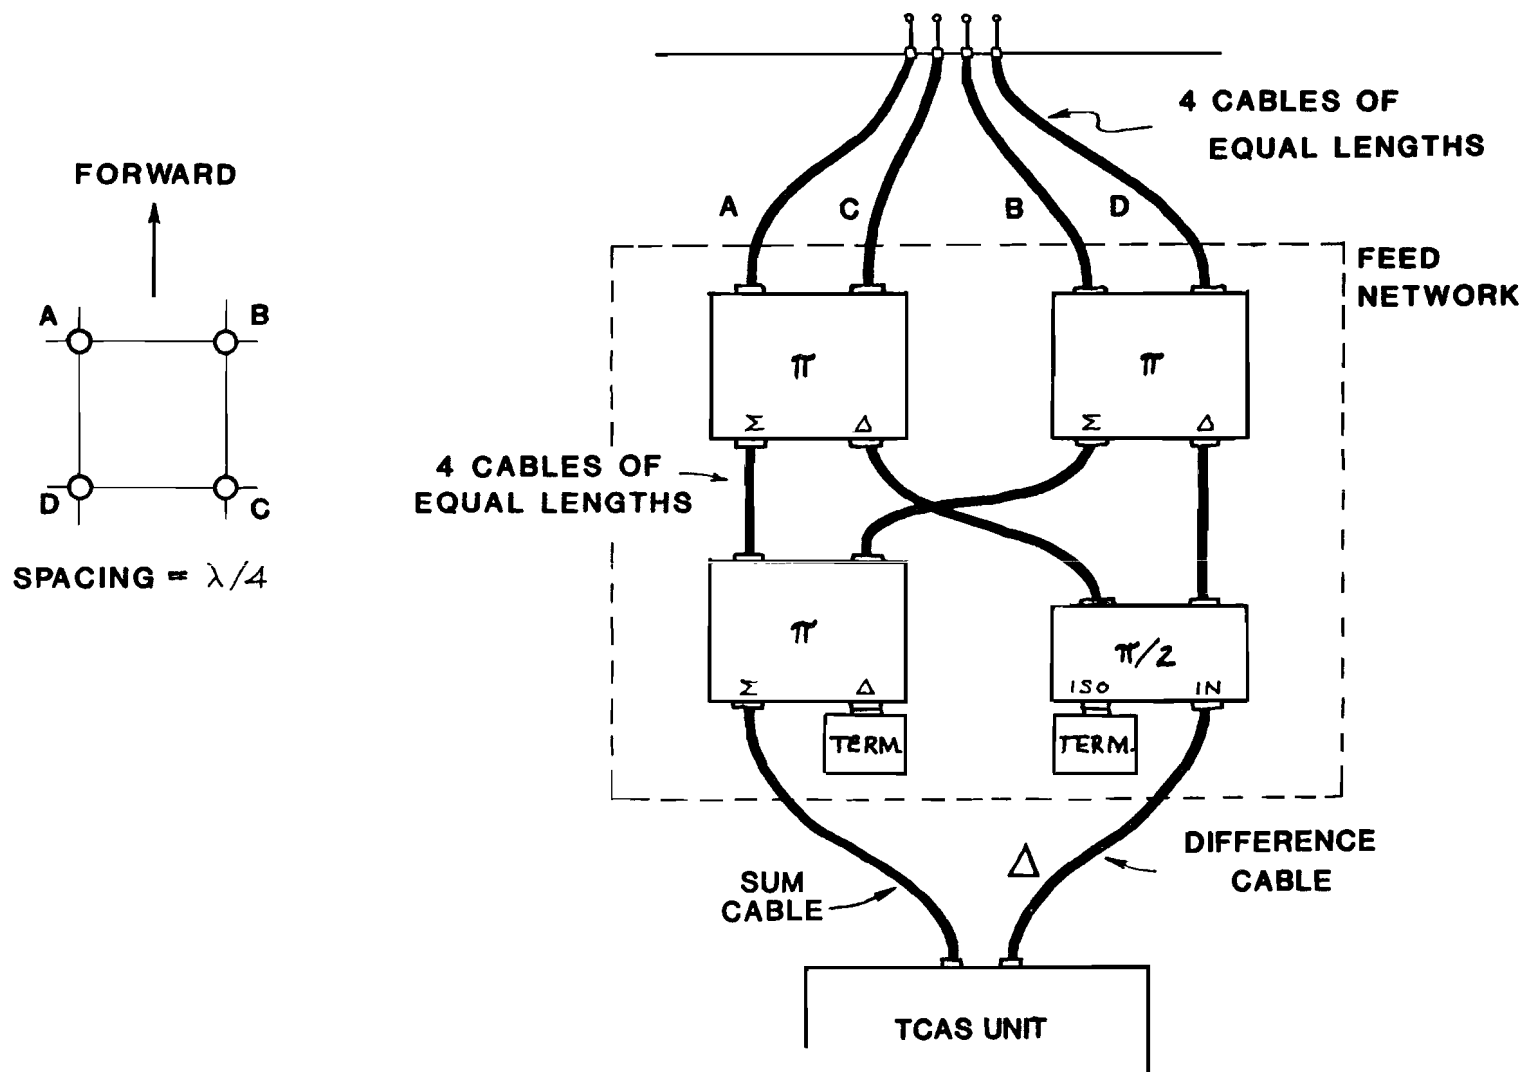 FORWARD
A
B
D
C
SPACING = λ/4
4 CABLES OF
EQUAL LENGTHS
A
C
B
D
FEED
NETWORK
π
Σ Δ
π
Σ Δ
4 CABLES OF
EQUAL LENGTHS
π
Σ Δ
TERM.
π/2
ISO IN
TERM.
SUM
CABLE
Δ
DIFFERENCE
CABLE
TCAS UNIT